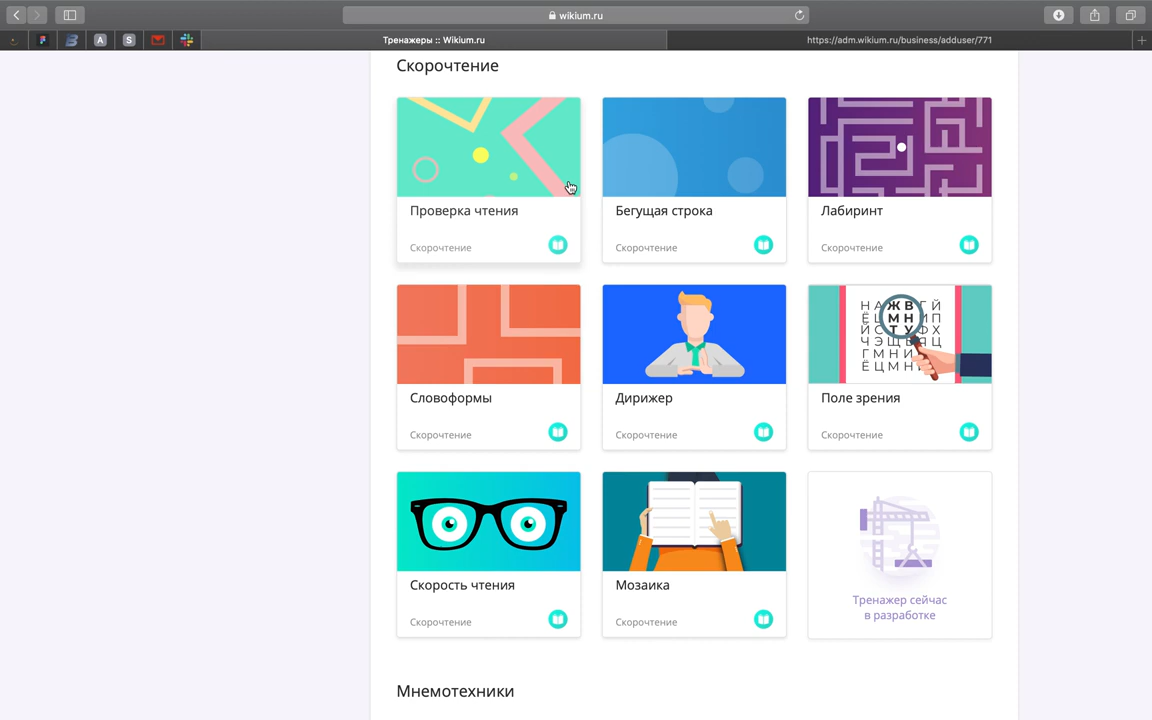 wikium.ru
A
S
Тренажеры :: Wikium.ru
https://adm.wikium.ru/business/adduser/771
Скорочтение
Проверка чтения
Скорочтение
Бегущая строка
Скорочтение
Лабиринт
Скорочтение
Словоформы
Скорочтение
Дирижер
Скорочтение
Поле зрения
Скорочтение
Скорость чтения
Скорочтение
Мозаика
Скорочтение
Тренажер сейчас
в разработке
Мнемотехники